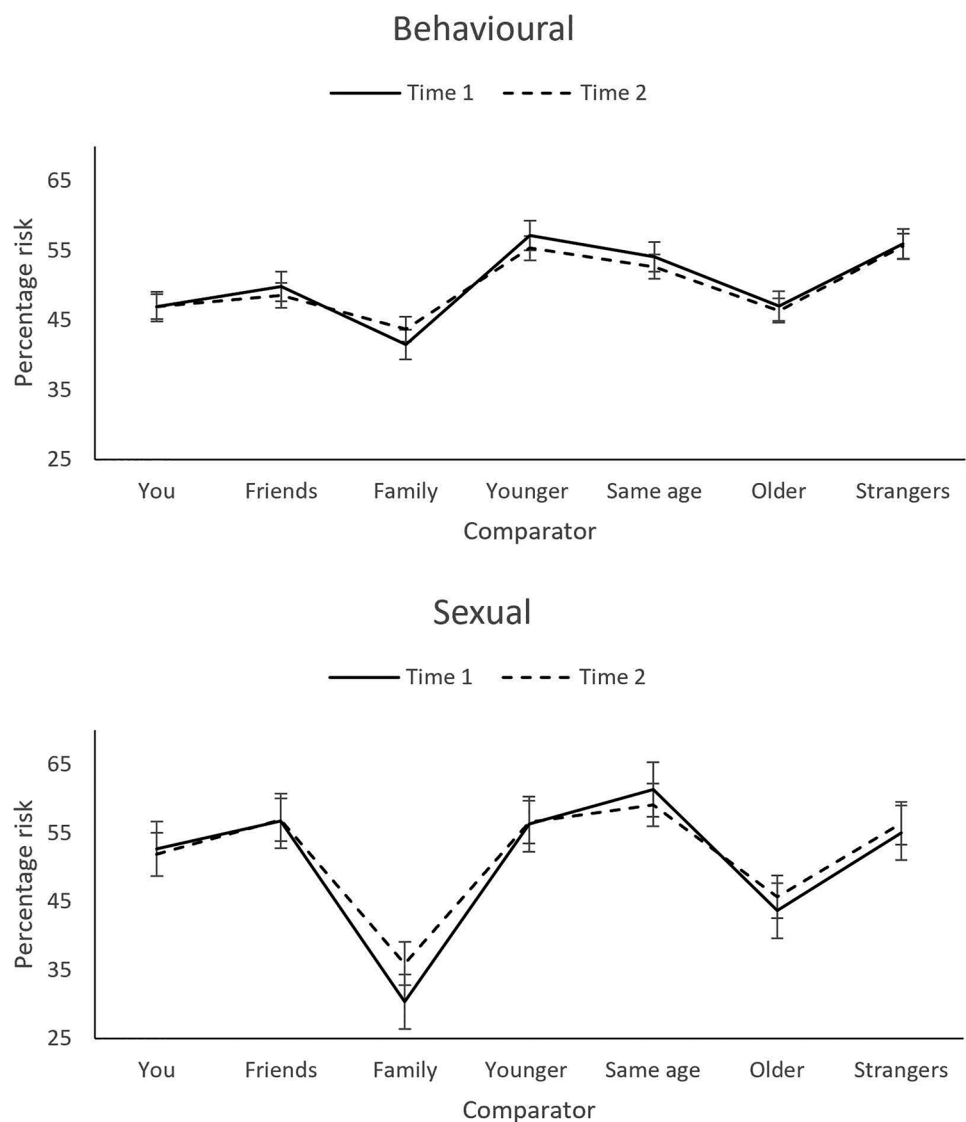 Behavioural
Time 1 Time 2
65
55
45
35
25
Percentage risk
You Friends Family Younger Same age Older Strangers
Comparator
Sexual
Time 1 Time 2
65
55
45
35
25
Percentage risk
You Friends Family Younger Same age Older Strangers
Comparator